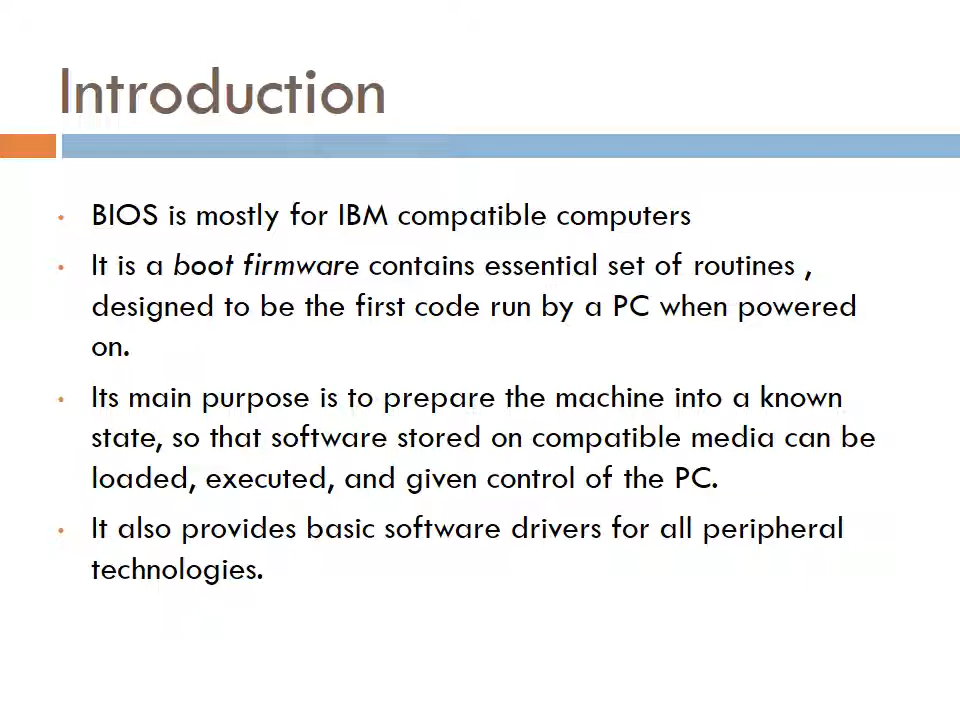 Introduction
• BIOS is mostly for IBM compatible computers
• It is a boot firmware contains essential set of routines ,
designed to be the first code run by a PC when powered
on.
• Its main purpose is to prepare the machine into a known
state, so that software stored on compatible media can be
loaded, executed, and given control of the PC.
• It also provides basic software drivers for all peripheral
technologies.